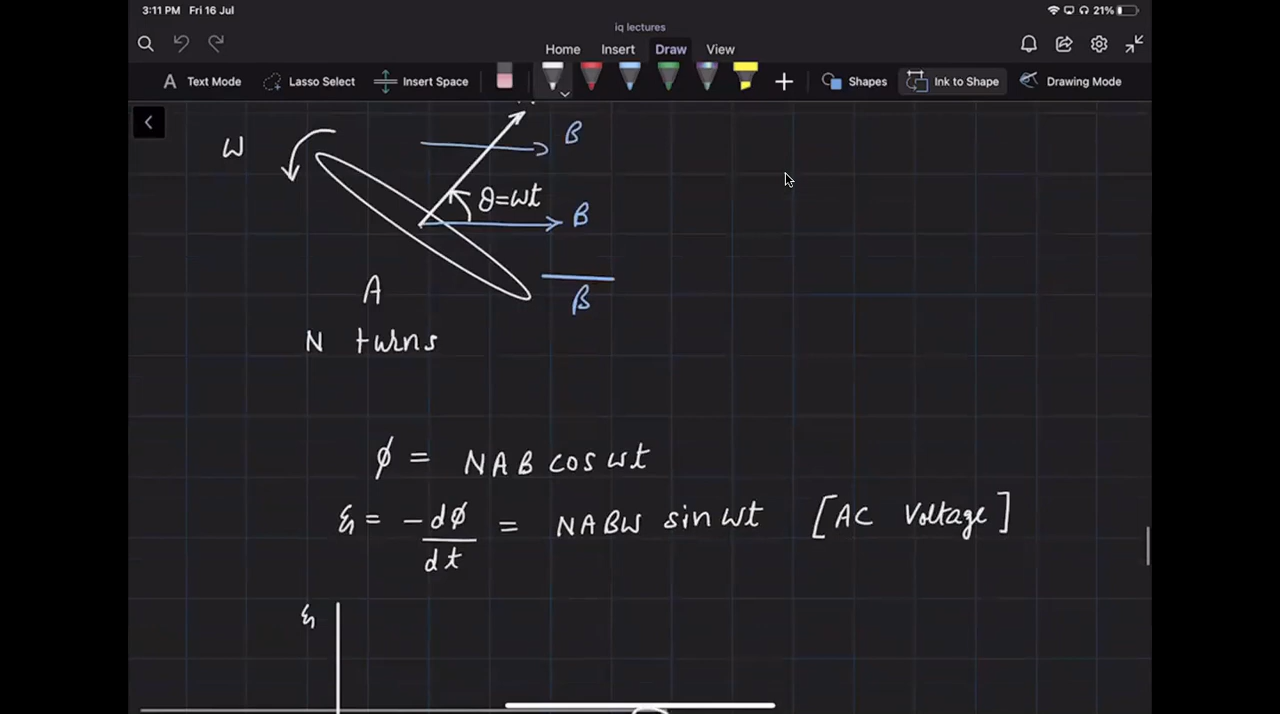 3:11 PM Fri 16 Jul 21%
iq lectures
Home Insert Draw View
Text Mode Lasso Select Insert Space Shapes Ink to Shape Drawing Mode
B
ω
θ=ωt
B
A
B
N turns
φ = NAB cos ωt
ξ = -dφ/dt = NABω sin ωt [AC Voltage]
ξ